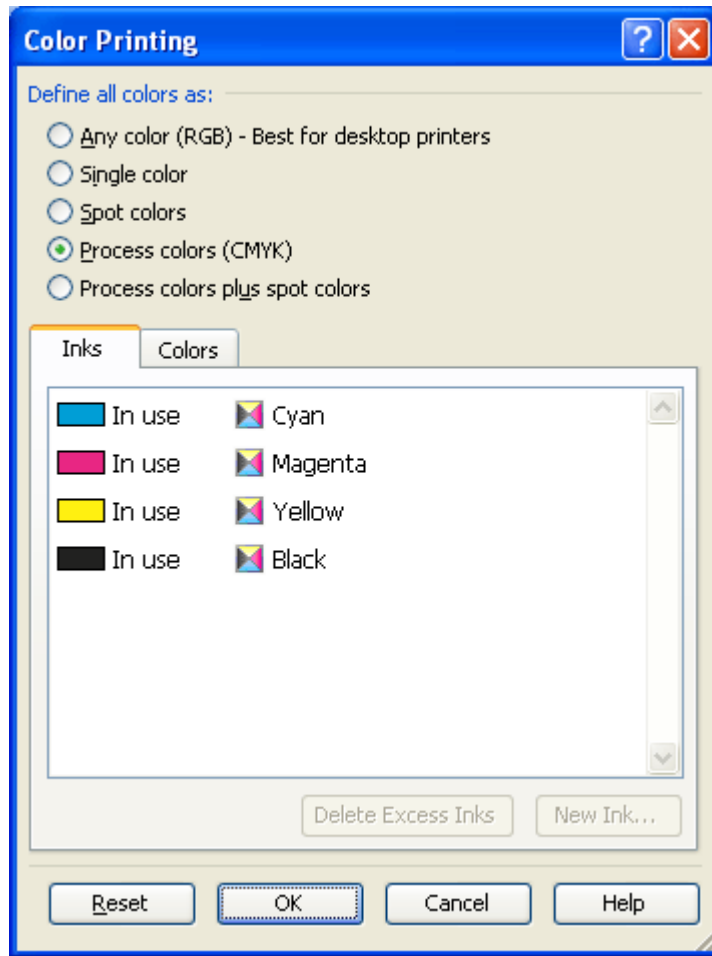 Color Printing
Define all colors as:
Any color (RGB) - Best for desktop printers
Single color
Spot colors
Process colors (CMYK)
Process colors plus spot colors
Inks Colors
In use Cyan
In use Magenta
In use Yellow
In use Black
Delete Excess Inks New Ink...
Reset OK Cancel Help